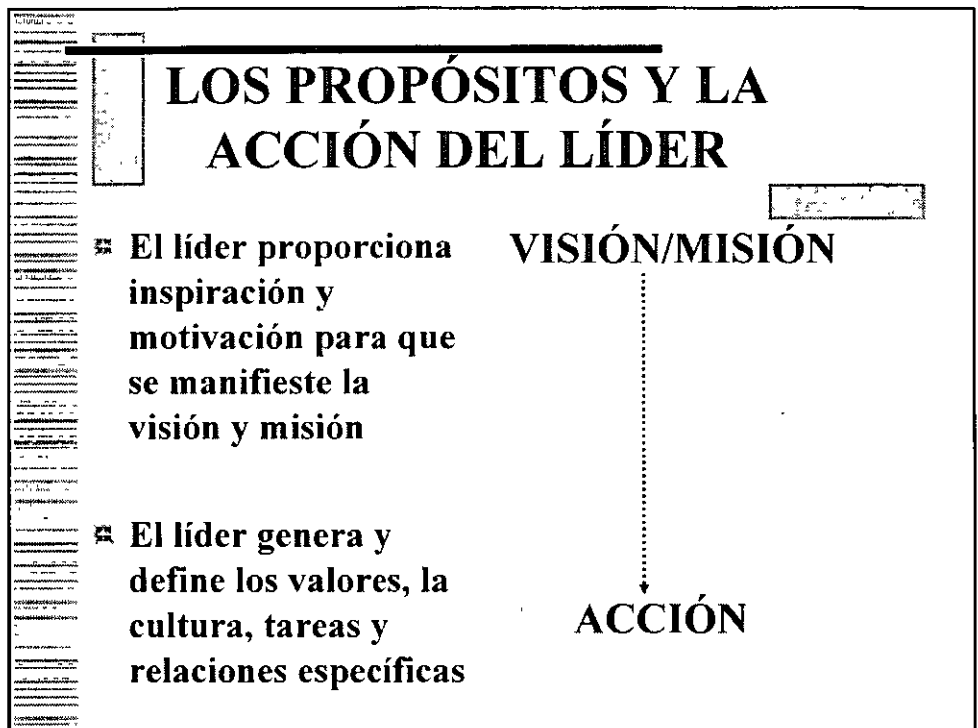 LOS PROPÓSITOS Y LA
ACCIÓN DEL LÍDER
El líder proporciona
inspiración y
motivación para que
se manifieste la
visión y misión
El líder genera y
define los valores, la
cultura, tareas y
relaciones específicas
VISIÓN/MISIÓN
ACCIÓN